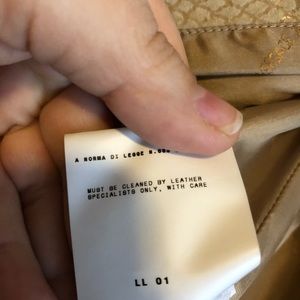 A NORMA DI LEGGE N.
MUST BE CLEANED BY LEATHER
SPECIALISTS ONLY, WITH CARE
LL 01